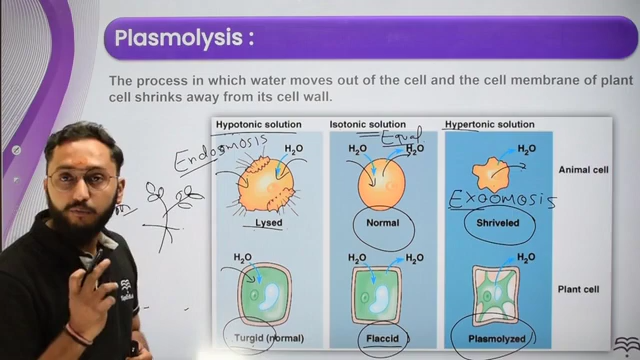 Plasmolysis :
The process in which water moves out of the cell and the cell membrane of plant
cell shrinks away from its cell wall.
Hypotonic solution
Isotonic solution
Hypertonic solution
Endosmosis
Equal
H₂O
H₂O
H₂O
H₂O
Animal cell
Exosmosis
Lysed
Normal
Shriveled
H₂O
H₂O
H₂O
H₂O
Plant cell
Turgid (normal)
Flaccid
Plasmolyzed